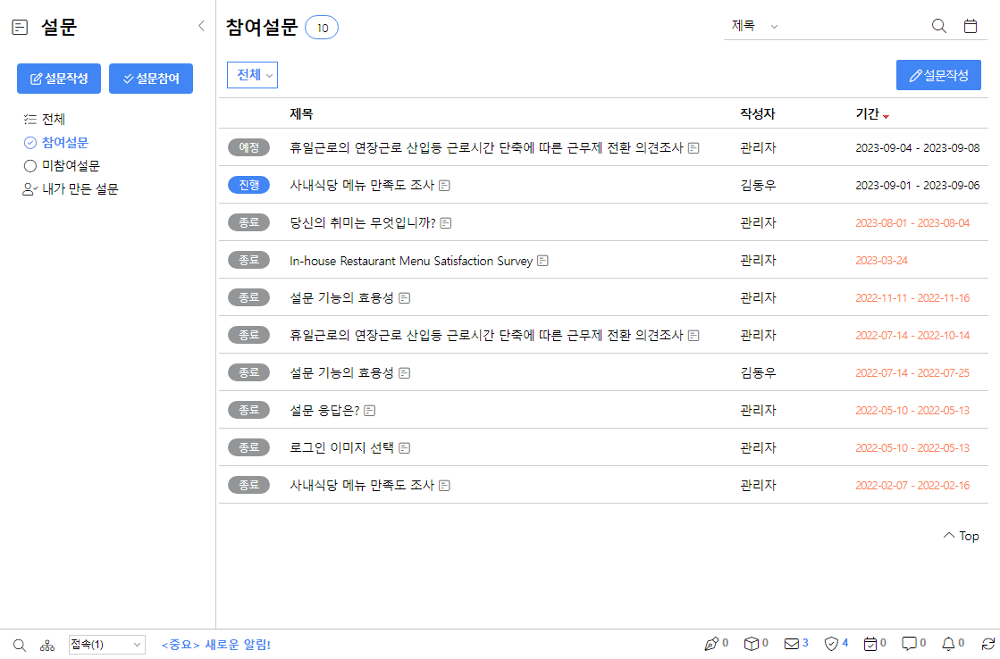 설문
참여설문 10
제목
설문작성 설문참여
전체
설문작성
전체
참여설문
미참여설문
내가 만든 설문
제목 작성자 기간
예정 휴일근로의 연장근로 산입등 근로시간 단축에 따른 근무제 전환 의견조사 관리자 2023-09-04 - 2023-09-08
진행 사내식당 메뉴 만족도 조사 김동우 2023-09-01 - 2023-09-06
종료 당신의 취미는 무엇입니까? 관리자 2023-08-01 - 2023-08-04
종료 In-house Restaurant Menu Satisfaction Survey 관리자 2023-03-24
종료 설문 기능의 효용성 관리자 2022-11-11 - 2022-11-16
종료 휴일근로의 연장근로 산입등 근로시간 단축에 따른 근무제 전환 의견조사 관리자 2022-07-14 - 2022-10-14
종료 설문 기능의 효용성 김동우 2022-07-14 - 2022-07-25
종료 설문 응답은? 관리자 2022-05-10 - 2022-05-13
종료 로그인 이미지 선택 관리자 2022-05-10 - 2022-05-13
종료 사내식당 메뉴 만족도 조사 관리자 2022-02-07 - 2022-02-16
Top
접속(1) <중요> 새로운 알림! 0 0 3 4 0 0 0